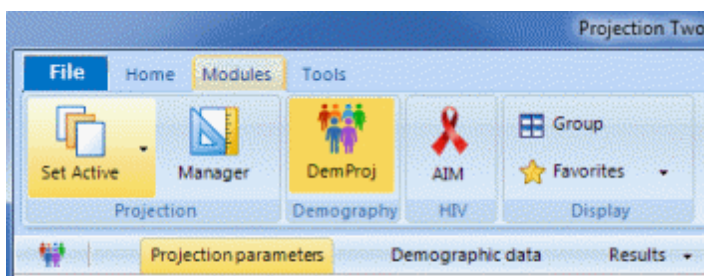 Projection Two
File Home Modules Tools
Set Active Manager DemProj AIM Group
Favorites
Projection Demography HIV Display
Projection parameters Demographic data Results